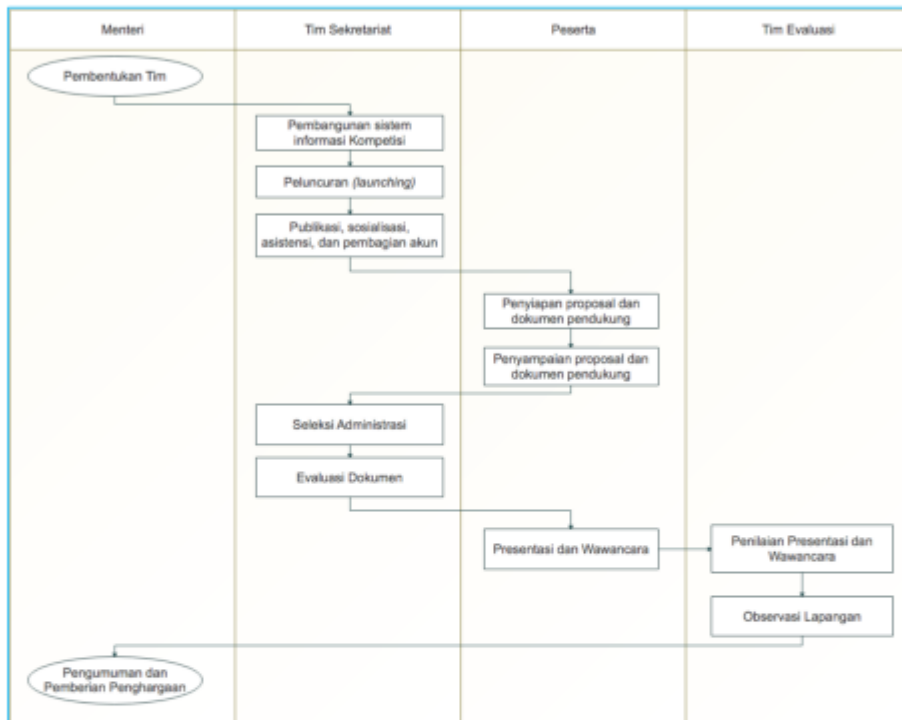 Menteri
Tim Sekretariat
Peserta
Tim Evaluasi
Pembentukan Tim
Pembangunan sistem
informasi Kompetisi
Peluncuran (launching)
Publikasi, sosialisasi,
asistensi, dan pembagian akun
Penyiapan proposal dan
dokumen pendukung
Penyampaian proposal dan
dokumen pendukung
Seleksi Administrasi
Evaluasi Dokumen
Presentasi dan Wawancara
Penilaian Presentasi dan
Wawancara
Observasi Lapangan
Pengumuman dan
Pemberian Penghargaan